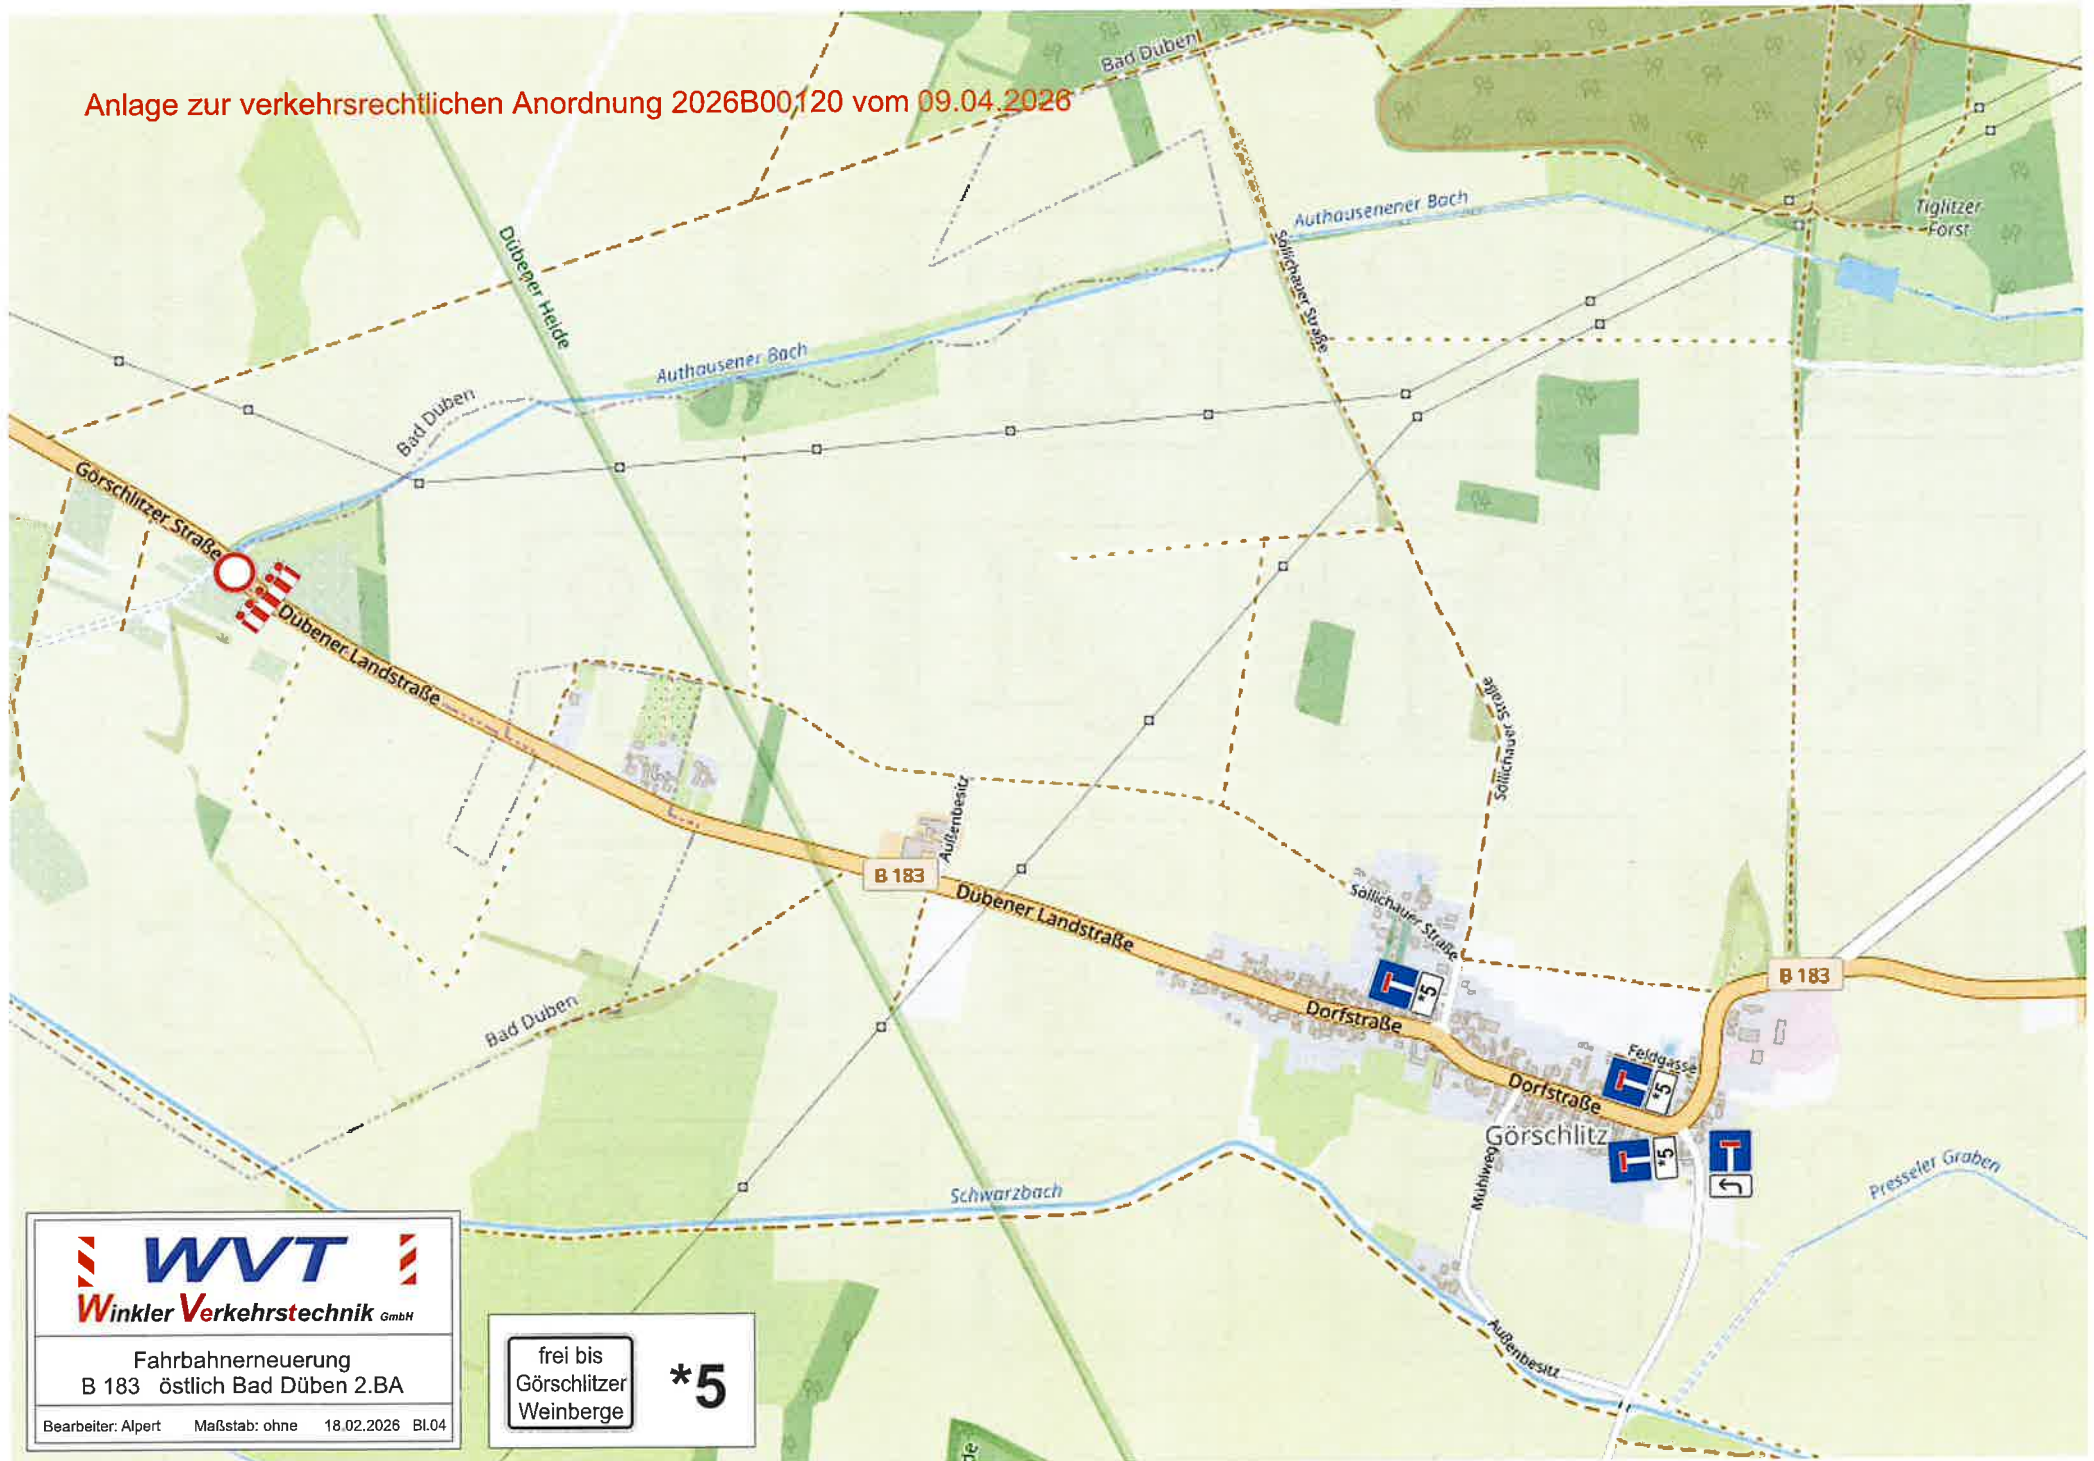 Anlage zur verkehrsrechtlichen Anordnung 2026B00120 vom 09.04.2026
Bad Düben
Authausenener Bach
Tiglitzer
Forst
Dübener Heide
Söllichauer Straße
Authausener Bach
Bad Düben
Görschlitzer Straße
Dübener Landstraße
Söllichauer Straße
Söllichauer Straße
Außenbesitz
B 183
Dübener Landstraße
Söllichauer Straße
B 183
*5
Dorfstraße
Bad Düben
Feldgasse
*5
Dorfstraße
Görschlitz
*5
Mühlweg
Presseler Graben
Schwarzbach
Außenbesitz
WVT
Winkler Verkehrstechnik GmbH
Fahrbahnerneuerung
B 183 östlich Bad Düben 2.BA
Bearbeiter: Alpert Maßstab: ohne 18.02.2026 Bl.04
frei bis
Görschlitzer
Weinberge
*5